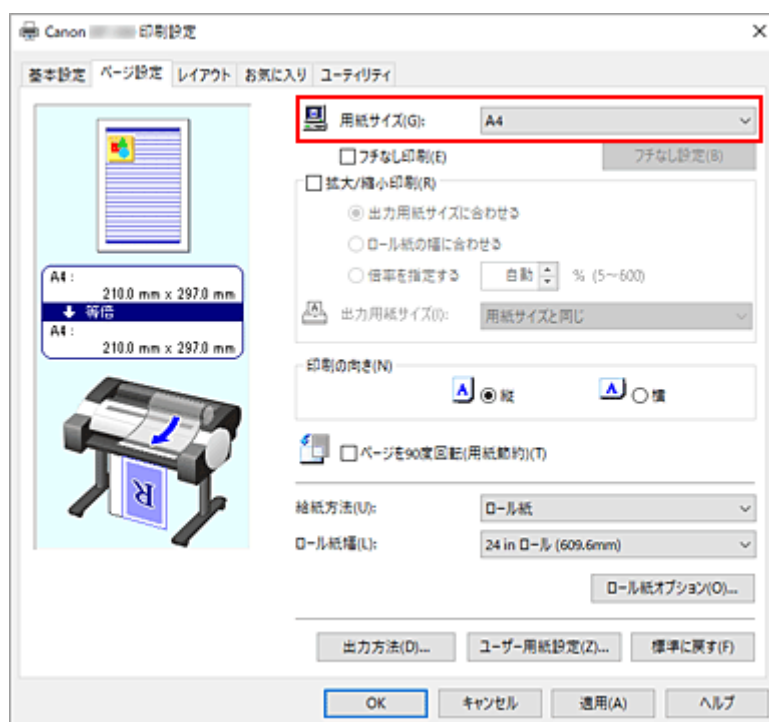 Canon 印刷設定
基本設定 ページ設定 レイアウト お気に入り ユーティリティ
用紙サイズ(G): A4
フチなし印刷(E) フチなし設定(B)
拡大/縮小印刷(R)
出力用紙サイズに合わせる
ロール紙の幅に合わせる
倍率を指定する 自動 % (5～600)
出力用紙サイズ(I): 用紙サイズと同じ
A4 :
210.0 mm x 297.0 mm
等倍
A4 :
210.0 mm x 297.0 mm
印刷の向き(N)
A 縦 A 横
ページを90度回転(用紙節約)(T)
給紙方法(U): ロール紙
ロール紙幅(L): 24 in ロール (609.6mm)
ロール紙オプション(O)...
出力方法(D)... ユーザー用紙設定(Z)... 標準に戻す(F)
OK キャンセル 適用(A) ヘルプ